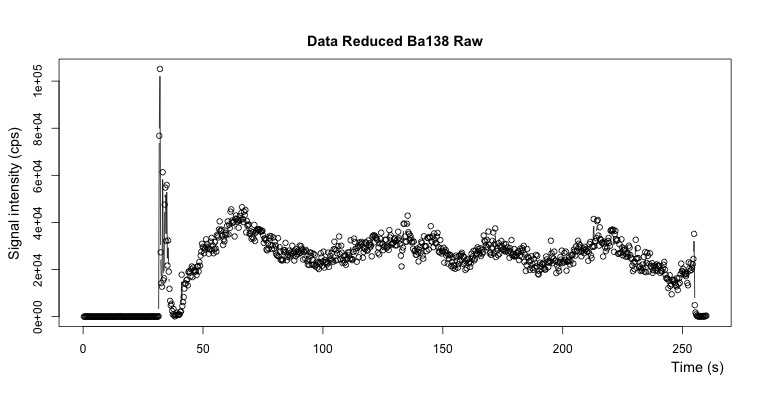 Data Reduced Ba138 Raw
Signal intensity (cps)
1e+05
8e+04
6e+04
4e+04
2e+04
0e+00
0 50 100 150 200 250
Time (s)